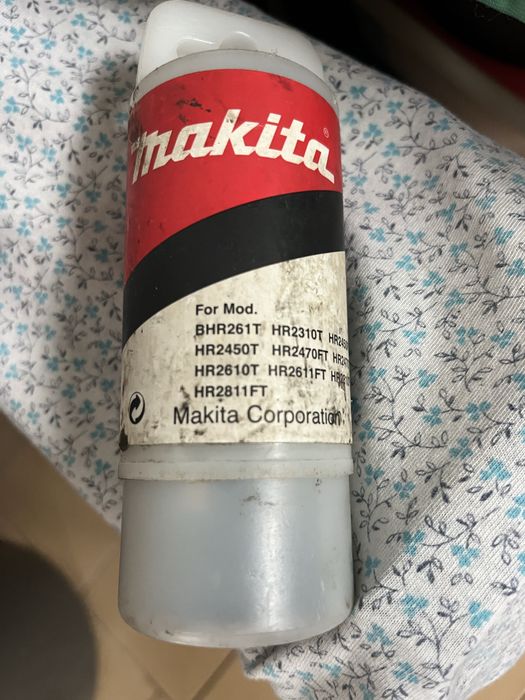 makita®
For Mod.
BHR261T HR2310T
HR2450T HR2470FT
HR2610T HR2611FT
HR2811FT
Makita Corporation